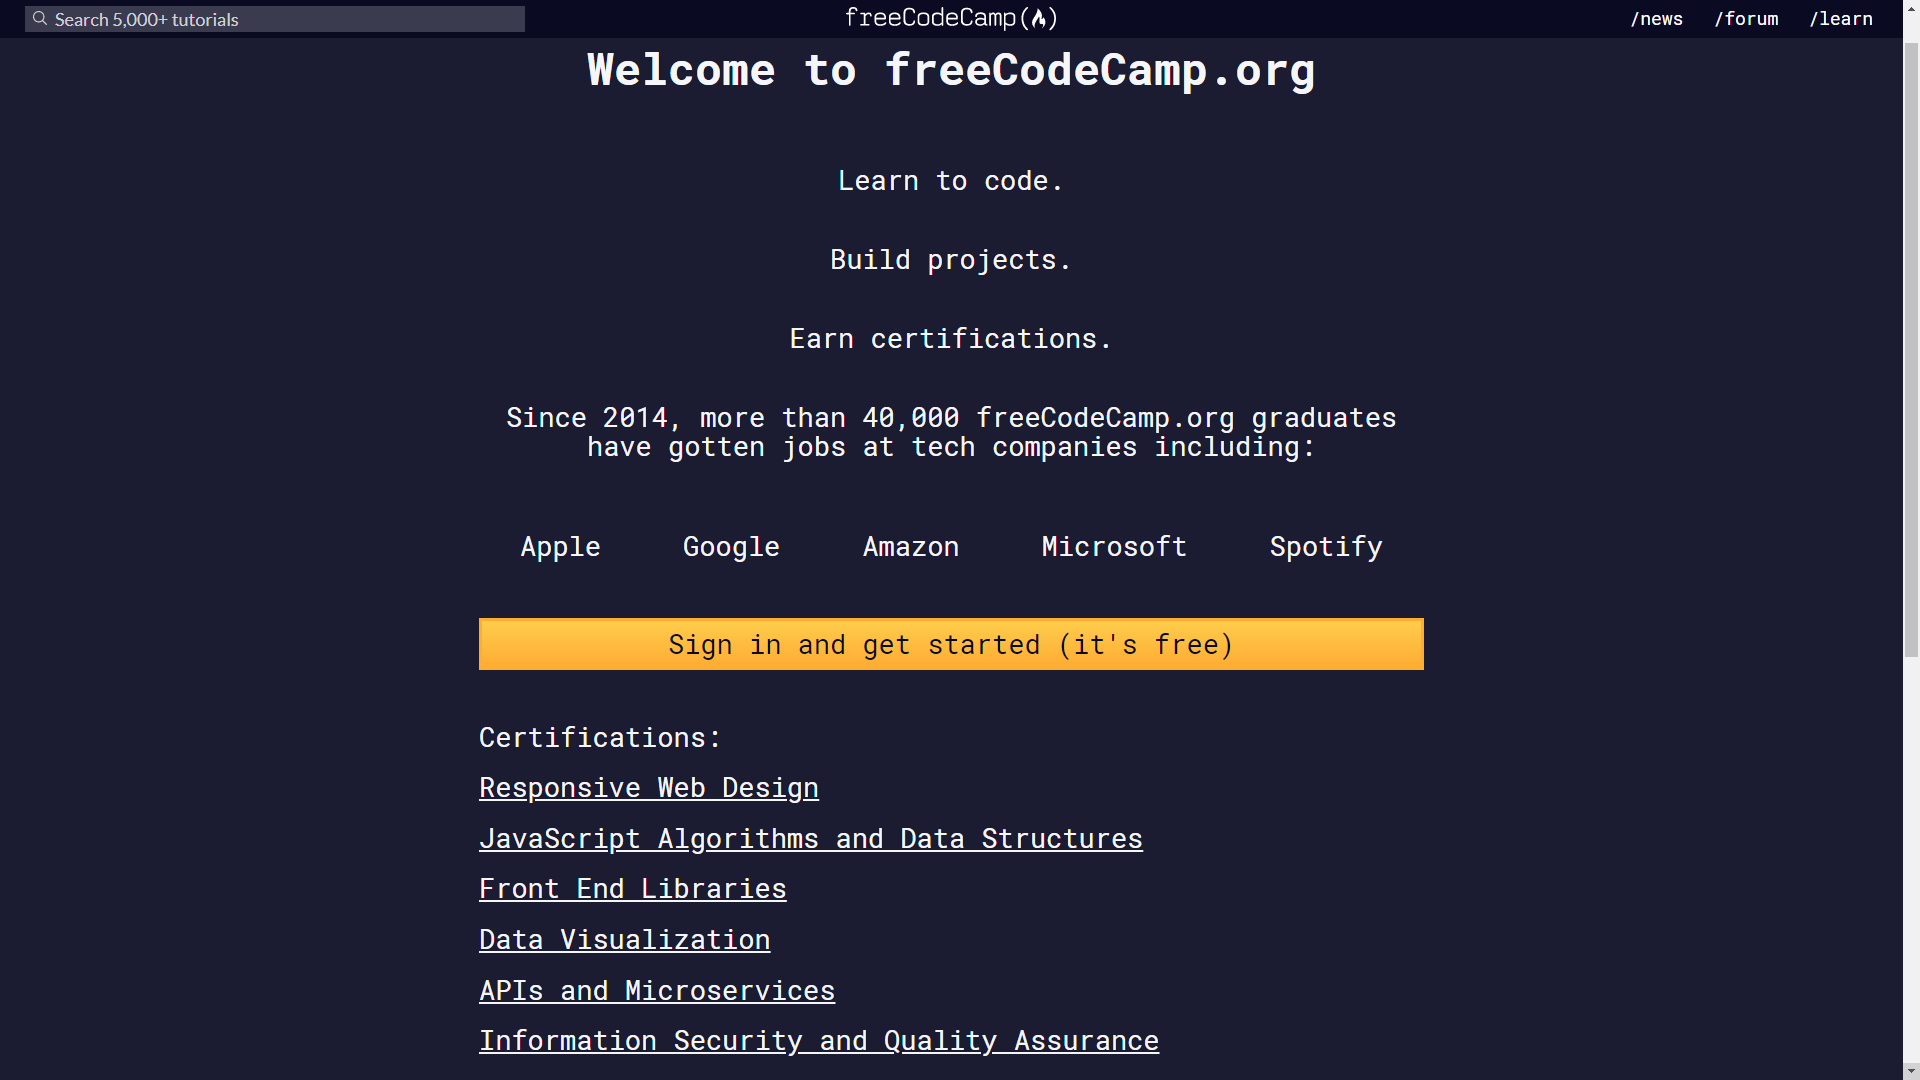 Search 5,000+ tutorials
freeCodeCamp()
/news /forum /learn
Welcome to freeCodeCamp.org
Learn to code.
Build projects.
Earn certifications.
Since 2014, more than 40,000 freeCodeCamp.org graduates
have gotten jobs at tech companies including:
Apple Google Amazon Microsoft Spotify
Sign in and get started (it's free)
Certifications:
Responsive Web Design
JavaScript Algorithms and Data Structures
Front End Libraries
Data Visualization
APIs and Microservices
Information Security and Quality Assurance